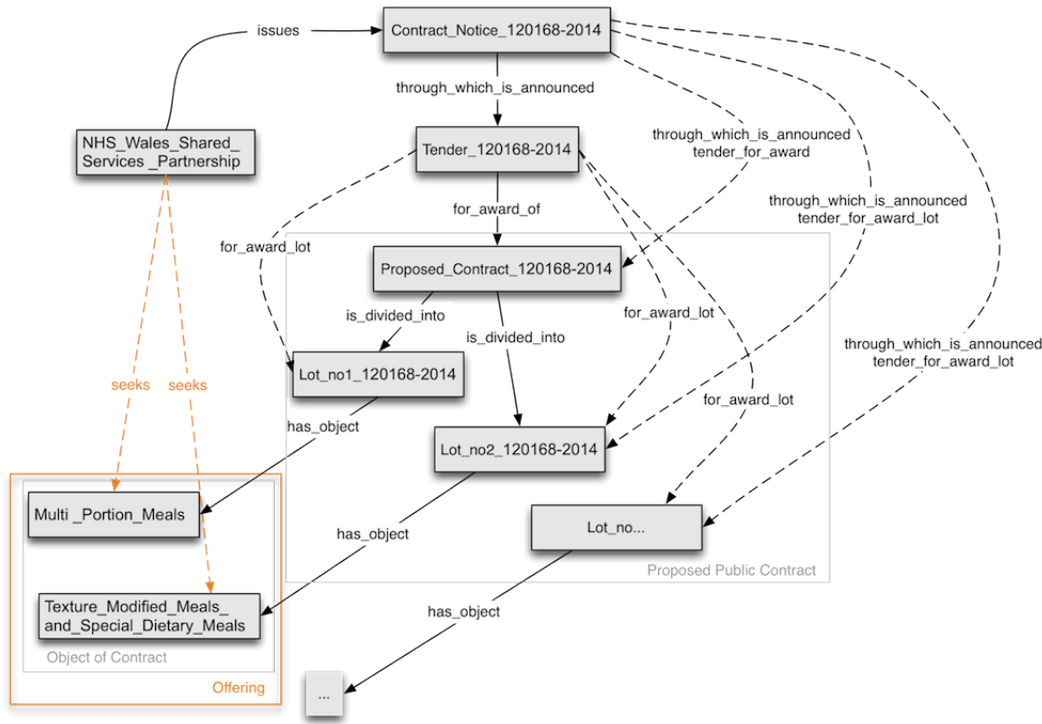 issues
Contract_Notice_120168-2014
through_which_is_announced
NHS_Wales_Shared_
Services _Partnership
Tender_120168-2014
through_which_is_announced
tender_for_award
through_which_is_announced
tender_for_award_lot
for_award_of
for_award_lot
Proposed_Contract_120168-2014
is_divided_into
is_divided_into
for_award_lot
through_which_is_announced
tender_for_award_lot
Lot_no1_120168-2014
seeks
seeks
for_award_lot
has_object
Lot_no2_120168-2014
Multi _Portion_Meals
Lot_no...
has_object
Proposed Public Contract
Texture_Modified_Meals_
and_Special_Dietary_Meals
has_object
Object of Contract
Offering
...